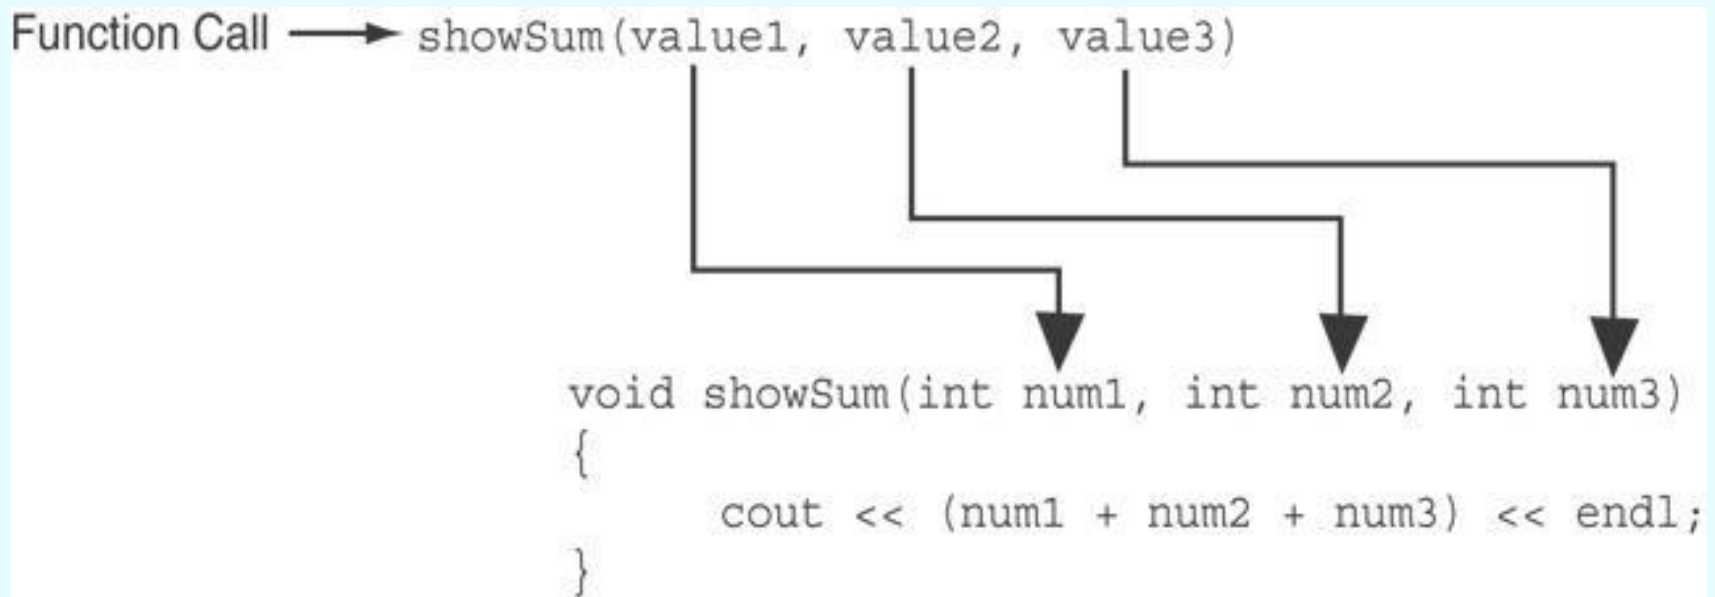 Function Call showSum(value1, value2, value3)
void showSum(int num1, int num2, int num3)
{
cout << (num1 + num2 + num3) << endl;
}